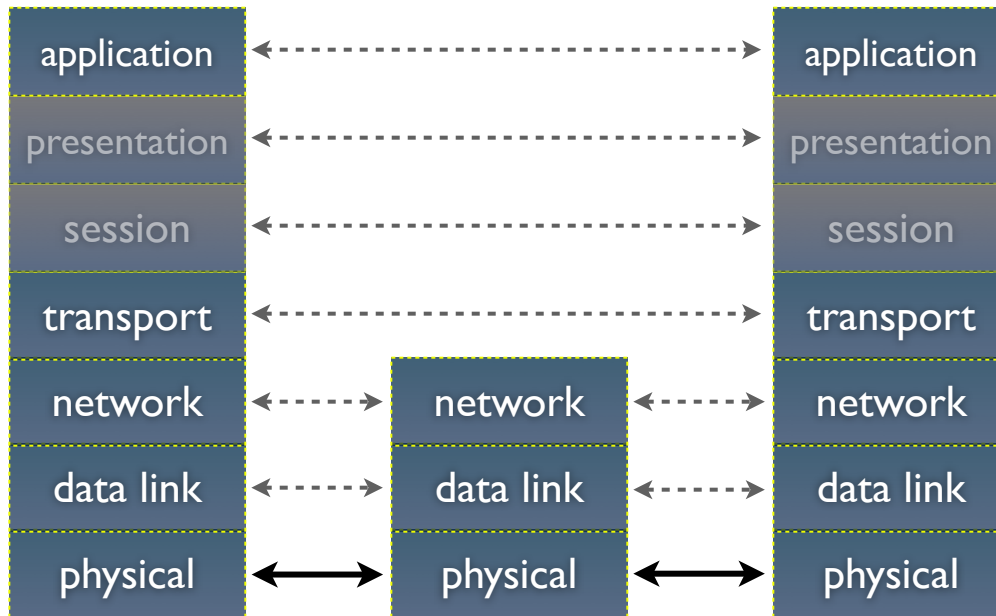 application
application
presentation
presentation
session
session
transport
transport
network
network
network
data link
data link
data link
physical
physical
physical